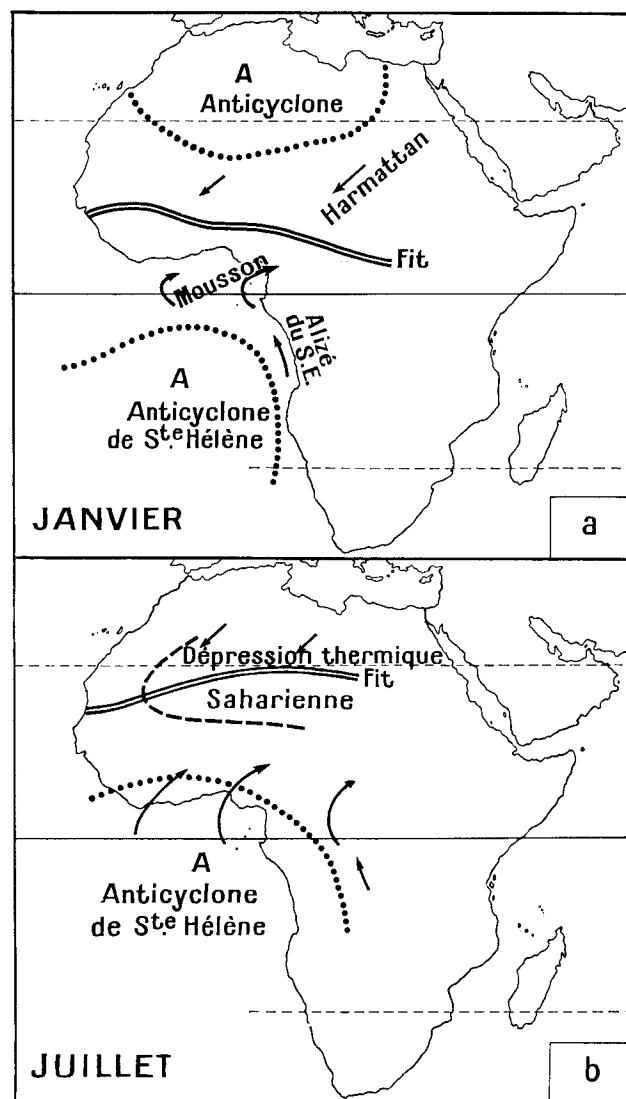 A
Anticyclone
Harmattan
Fit
Mousson
Alizé
du S.E.
A
Anticyclone
de Ste. Hélène
JANVIER
a
Dépression thermique
Fit
Saharienne
A
Anticyclone
de Ste. Hélène
JUILLET
b